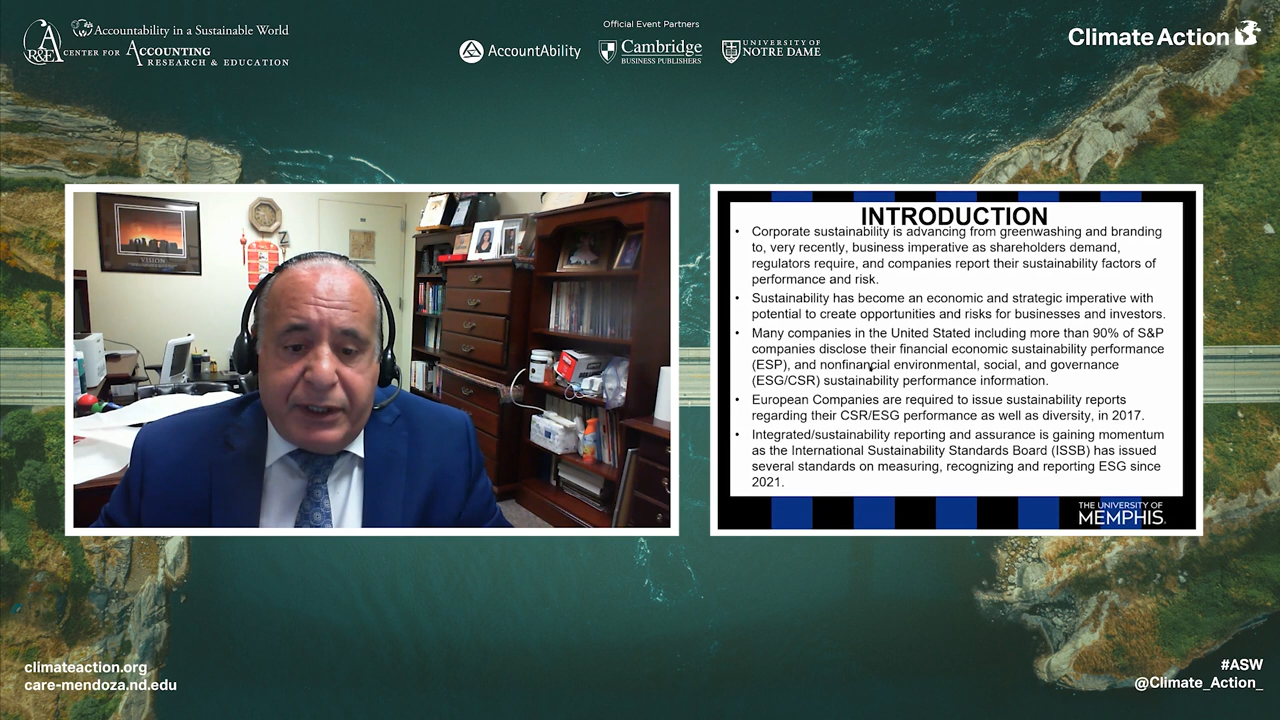 Accountability in a Sustainable World
R&E
CENTER FOR ACCOUNTING
RESEARCH & EDUCATION
Official Event Partners
AccountAbility
Cambridge
BUSINESS PUBLISHERS
UNIVERSITY OF
NOTRE DAME
Climate Action
VISION
Z
INTRODUCTION
• Corporate sustainability is advancing from greenwashing and branding
to, very recently, business imperative as shareholders demand,
regulators require, and companies report their sustainability factors of
performance and risk.
• Sustainability has become an economic and strategic imperative with
potential to create opportunities and risks for businesses and investors.
• Many companies in the United Stated including more than 90% of S&P
companies disclose their financial economic sustainability performance
(ESP), and nonfinancial environmental, social, and governance
(ESG/CSR) sustainability performance information.
• European Companies are required to issue sustainability reports
regarding their CSR/ESG performance as well as diversity, in 2017.
• Integrated/sustainability reporting and assurance is gaining momentum
as the International Sustainability Standards Board (ISSB) has issued
several standards on measuring, recognizing and reporting ESG since
2021.
THE UNIVERSITY OF
MEMPHIS.
climateaction.org
care-mendoza.nd.edu
#ASW
@Climate_Action_